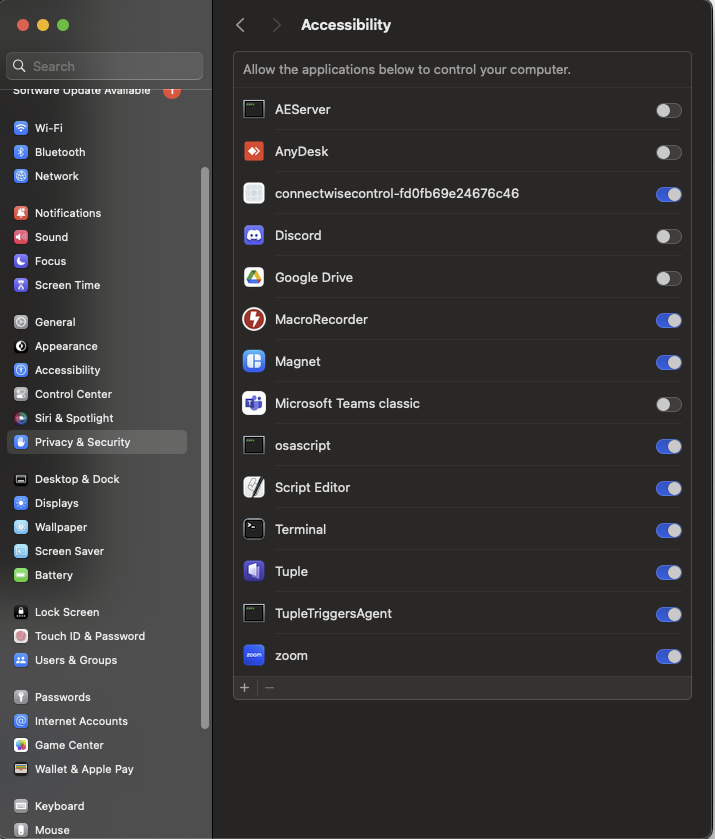 Search
Software Update Available
1
Wi-Fi
Bluetooth
Network
Notifications
Sound
Focus
Screen Time
General
Appearance
Accessibility
Control Center
Siri & Spotlight
Privacy & Security
Desktop & Dock
Displays
Wallpaper
Screen Saver
Battery
Lock Screen
Touch ID & Password
Users & Groups
Passwords
Internet Accounts
Game Center
Wallet & Apple Pay
Keyboard
Mouse
Accessibility
Allow the applications below to control your computer.
AEServer
AnyDesk
connectwisecontrol-fd0fb69e24676c46
Discord
Google Drive
MacroRecorder
Magnet
Microsoft Teams classic
osascript
Script Editor
Terminal
Tuple
TupleTriggersAgent
zoom
zoom